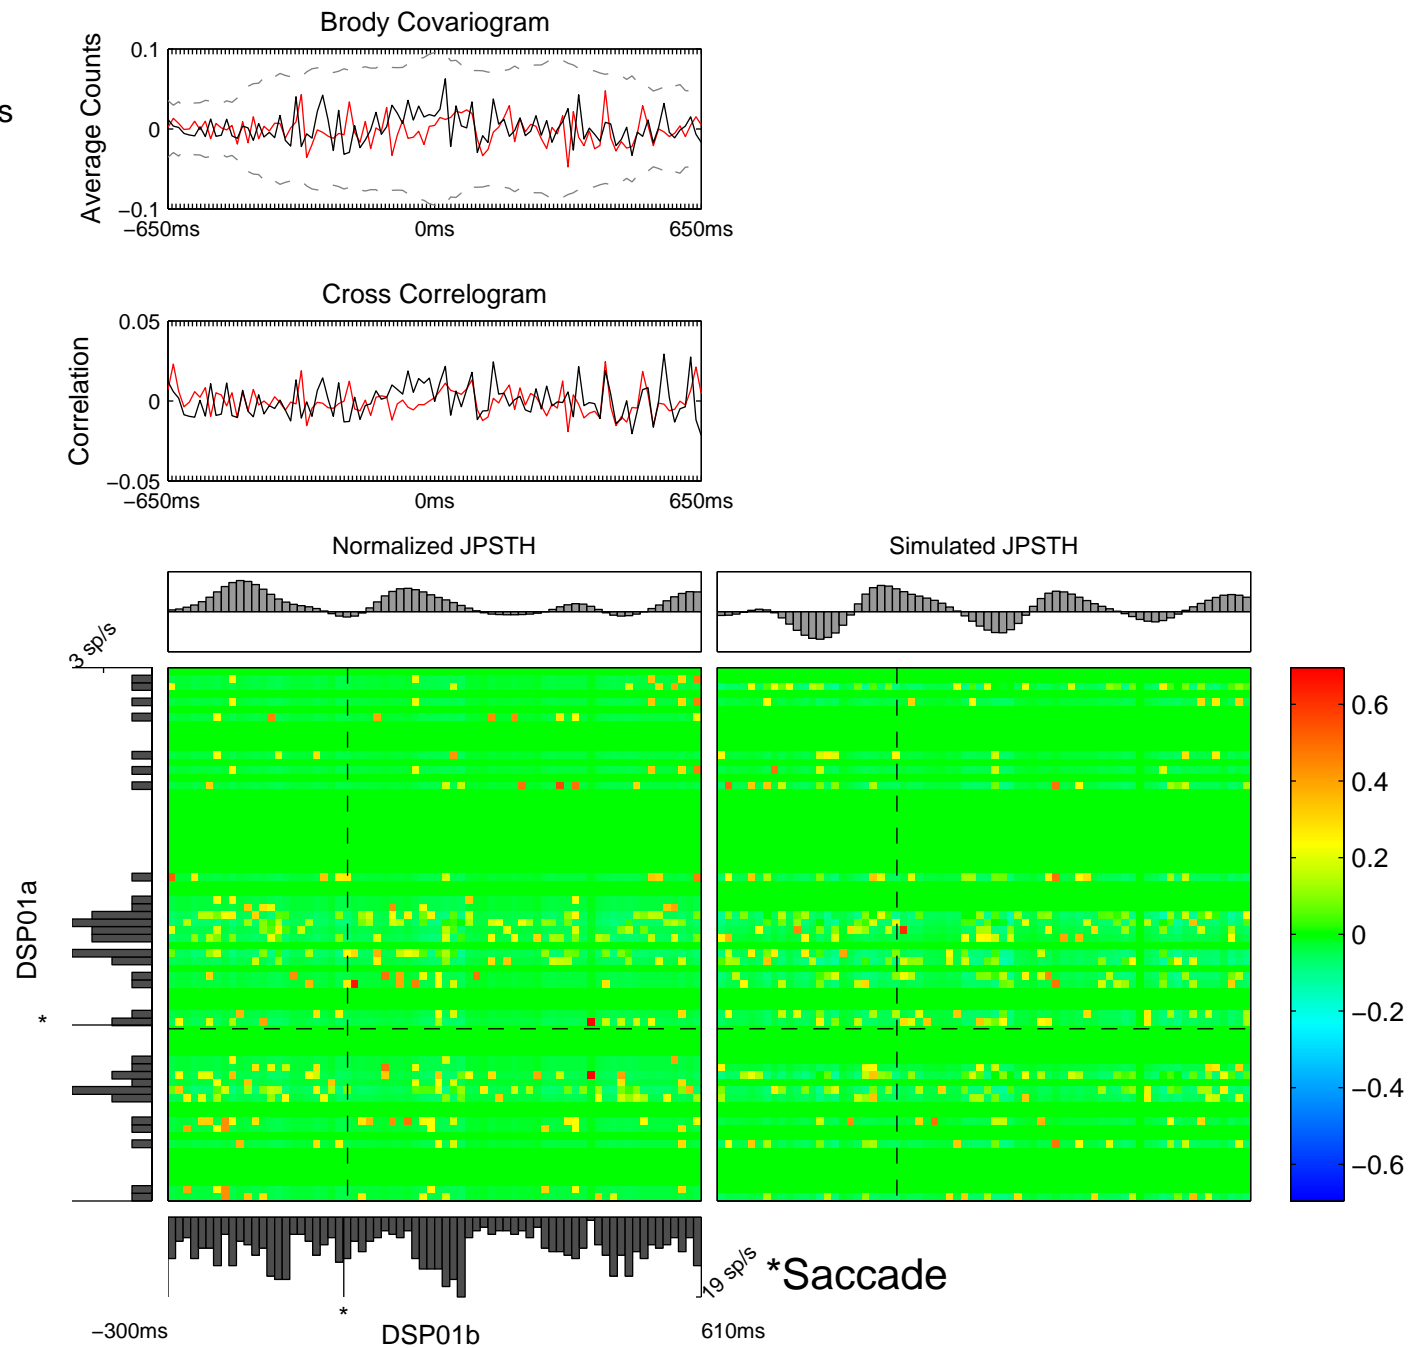 Brody Covariogram
s
Average Counts
0.1
0
−0.1
−650ms
0ms
650ms
Cross Correlogram
Correlation
0.05
0
−0.05
−650ms
0ms
650ms
Normalized JPSTH
Simulated JPSTH
3 sp/s
DSP01a
*
0.6
0.4
0.2
0
−0.2
−0.4
−0.6
19 sp/s
*Saccade
*
−300ms
DSP01b
610ms